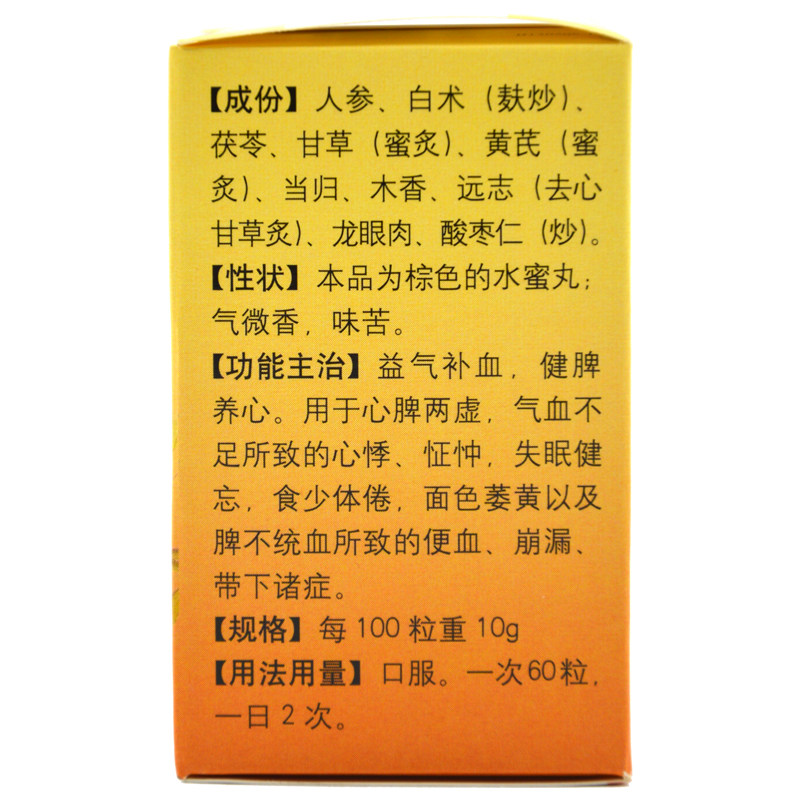 【成份】人参、白术（麸炒）、
茯苓、甘草（蜜炙）、黄芪（蜜
炙）、当归、木香、远志（去心
甘草炙）、龙眼肉、酸枣仁（炒）。
【性状】本品为棕色的水蜜丸；
气微香，味苦。
【功能主治】益气补血，健脾
养心。用于心脾两虚，气血不
足所致的心悸、怔忡，失眠健
忘，食少体倦，面色萎黄以及
脾不统血所致的便血、崩漏、
带下诸症。
【规格】每100粒重10g
【用法用量】口服。一次60粒，
一日2次。